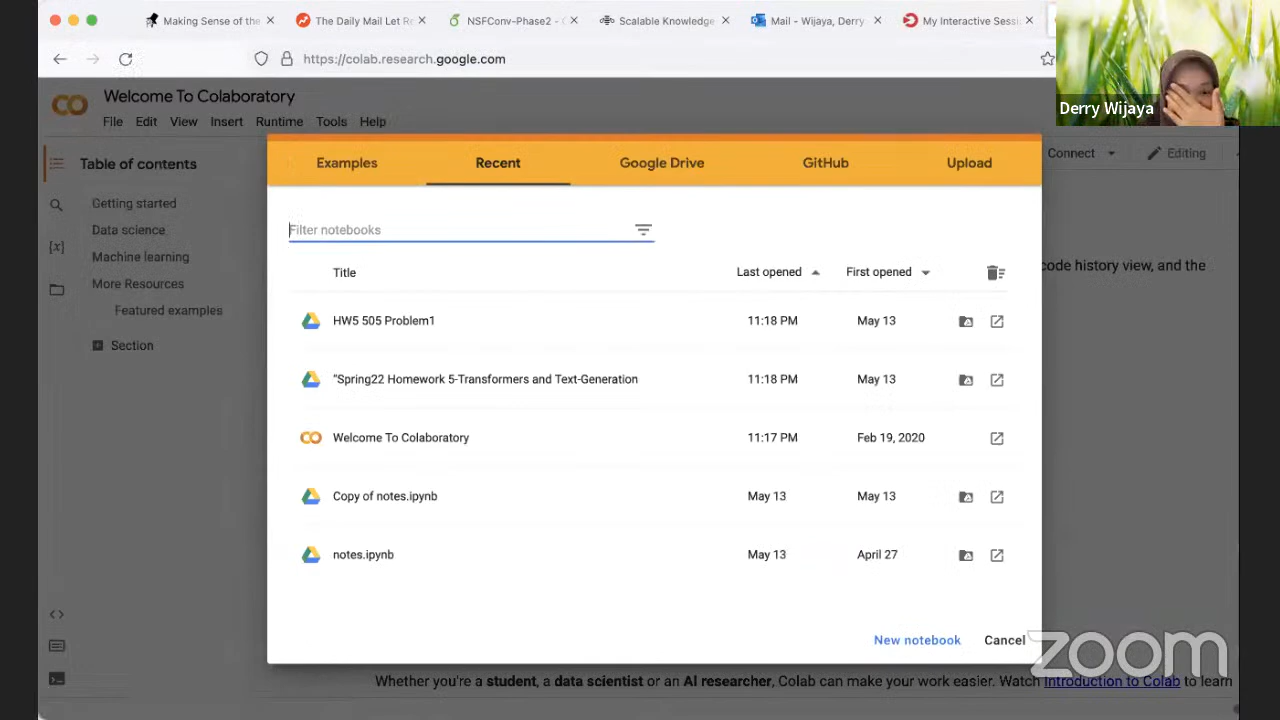 Making Sense of the
The Daily Mail Let Re
NSFConv-Phase2 -
Scalable Knowledge
Mail - Wijaya, Derry
My Interactive Sessi
https://colab.research.google.com
Derry Wijaya
Welcome To Colaboratory
File Edit View Insert Runtime Tools Help
Connect
Editing
Table of contents
Getting started
Data science
Machine learning
More Resources
Featured examples
Section
Examples
Recent
Google Drive
GitHub
Upload
Filter notebooks
Title Last opened First opened
HW5 505 Problem1 11:18 PM May 13
"Spring22 Homework 5-Transformers and Text-Generation 11:18 PM May 13
Welcome To Colaboratory 11:17 PM Feb 19, 2020
Copy of notes.ipynb May 13 May 13
notes.ipynb May 13 April 27
code history view, and the
New notebook Cancel
zoom
Whether you're a student, a data scientist or an AI researcher, Colab can make your work easier. Watch Introduction to Colab to learn